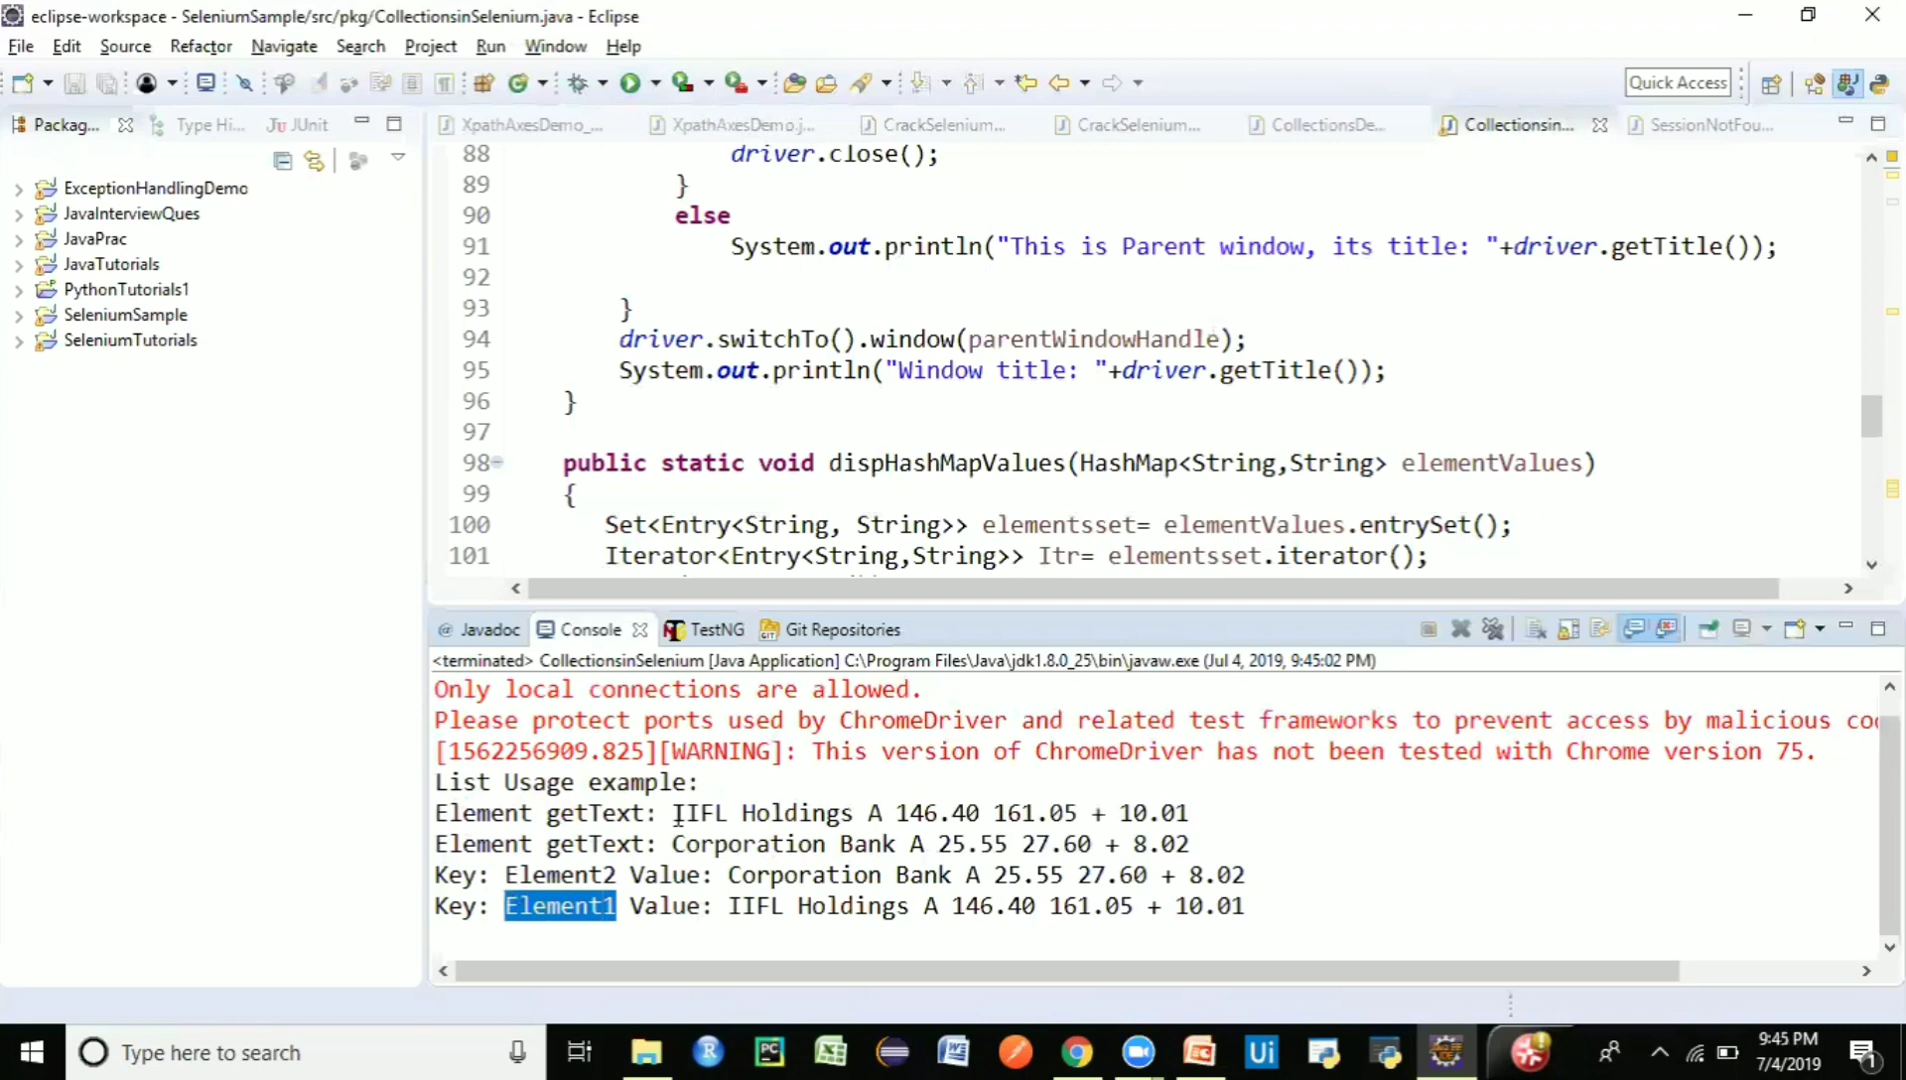 eclipse-workspace - SeleniumSample/src/pkg/CollectionsinSelenium.java - Eclipse
File Edit Source Refactor Navigate Search Project Run Window Help
Quick Access
Packag... Type Hi... JUnit XpathAxesDemo_... XpathAxesDemo.j... CrackSelenium... CrackSelenium... CollectionsDe... Collectionsin... SessionNotFou...
ExceptionHandlingDemo
JavaInterviewQues
JavaPrac
JavaTutorials
PythonTutorials1
SeleniumSample
SeleniumTutorials
88 driver.close();
89 }
90 else
91 System.out.println("This is Parent window, its title: "+driver.getTitle());
92
93 }
94 driver.switchTo().window(parentWindowHandle);
95 System.out.println("Window title: "+driver.getTitle());
96 }
97
98 public static void dispHashMapValues(HashMap<String,String> elementValues)
99 {
100 Set<Entry<String, String>> elementsset= elementValues.entrySet();
101 Iterator<Entry<String,String>> Itr= elementsset.iterator();
@ Javadoc Console TestNG Git Repositories
<terminated> CollectionsinSelenium [Java Application] C:\Program Files\Java\jdk1.8.0_25\bin\javaw.exe (Jul 4, 2019, 9:45:02 PM)
Only local connections are allowed.
Please protect ports used by ChromeDriver and related test frameworks to prevent access by malicious
[1562256909.825][WARNING]: This version of ChromeDriver has not been tested with Chrome version 75.
List Usage example:
Element getText: IIFL Holdings A 146.40 161.05 + 10.01
Element getText: Corporation Bank A 25.55 27.60 + 8.02
Key: Element2 Value: Corporation Bank A 25.55 27.60 + 8.02
Key: Element1 Value: IIFL Holdings A 146.40 161.05 + 10.01
Type here to search
9:45 PM
7/4/2019